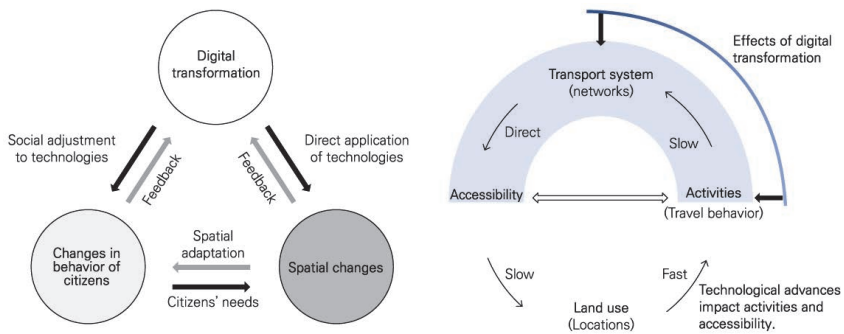 Digital
transformation
Social adjustment
to technologies
Direct application
of technologies
Feedback
Feedback
Changes in
behavior of
citizens
Spatial
adaptation
Citizens' needs
Spatial changes
Effects of digital
transformation
Transport system
(networks)
Direct
Slow
Accessibility
Activities
(Travel behavior)
Slow
Fast
Land use
(Locations)
Technological advances
impact activities and
accessibility.